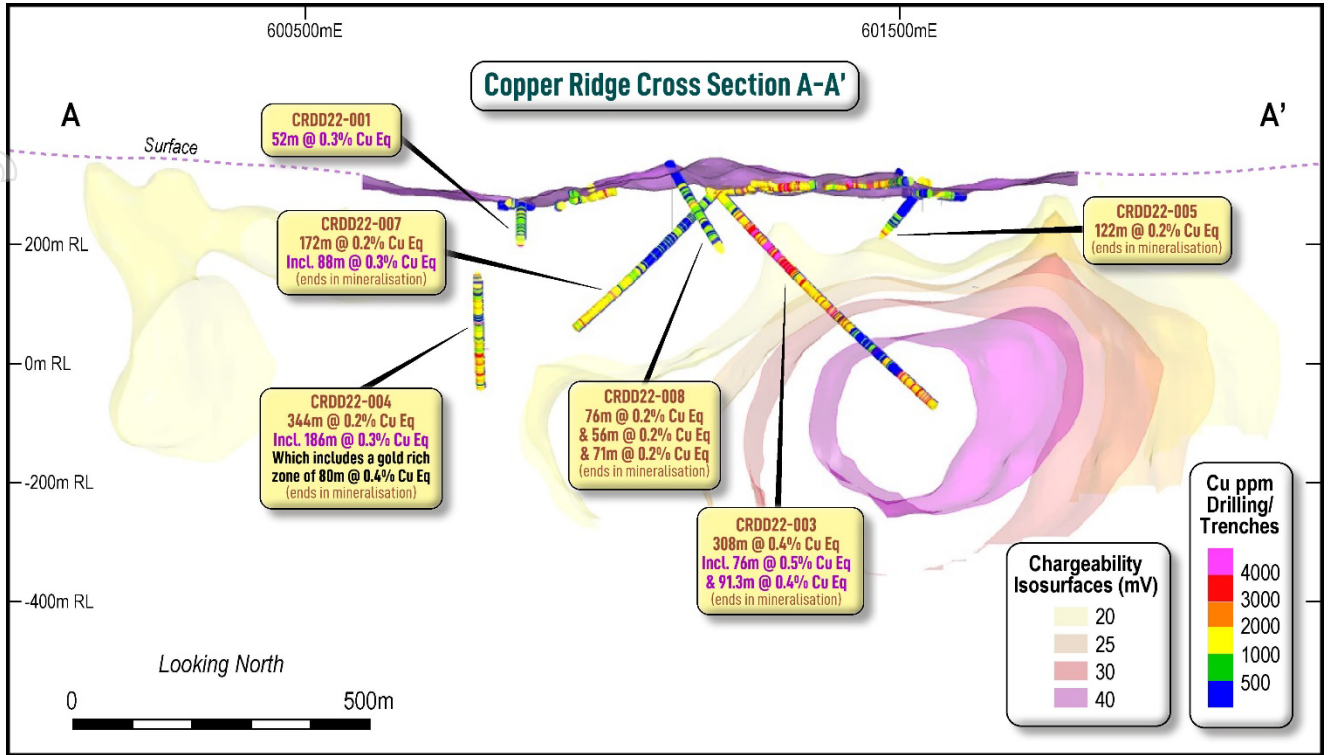 600500mE
601500mE
Copper Ridge Cross Section A-A'
A
A'
Surface
CRDD22-001
52m @ 0.3% Cu Eq
CRDD22-007
172m @ 0.2% Cu Eq
Incl. 88m @ 0.3% Cu Eq
(ends in mineralisation)
CRDD22-005
122m @ 0.2% Cu Eq
(ends in mineralisation)
200m RL
0m RL
-200m RL
-400m RL
CRDD22-004
344m @ 0.2% Cu Eq
Incl. 186m @ 0.3% Cu Eq
Which includes a gold rich
zone of 80m @ 0.4% Cu Eq
(ends in mineralisation)
CRDD22-008
76m @ 0.2% Cu Eq
& 56m @ 0.2% Cu Eq
& 71m @ 0.2% Cu Eq
(ends in mineralisation)
CRDD22-003
308m @ 0.4% Cu Eq
Incl. 76m @ 0.5% Cu Eq
& 91.3m @ 0.4% Cu Eq
(ends in mineralisation)
Looking North
0
500m
Chargeability
Isosurfaces (mV)
20
25
30
40
Cu ppm
Drilling/
Trenches
4000
3000
2000
1000
500